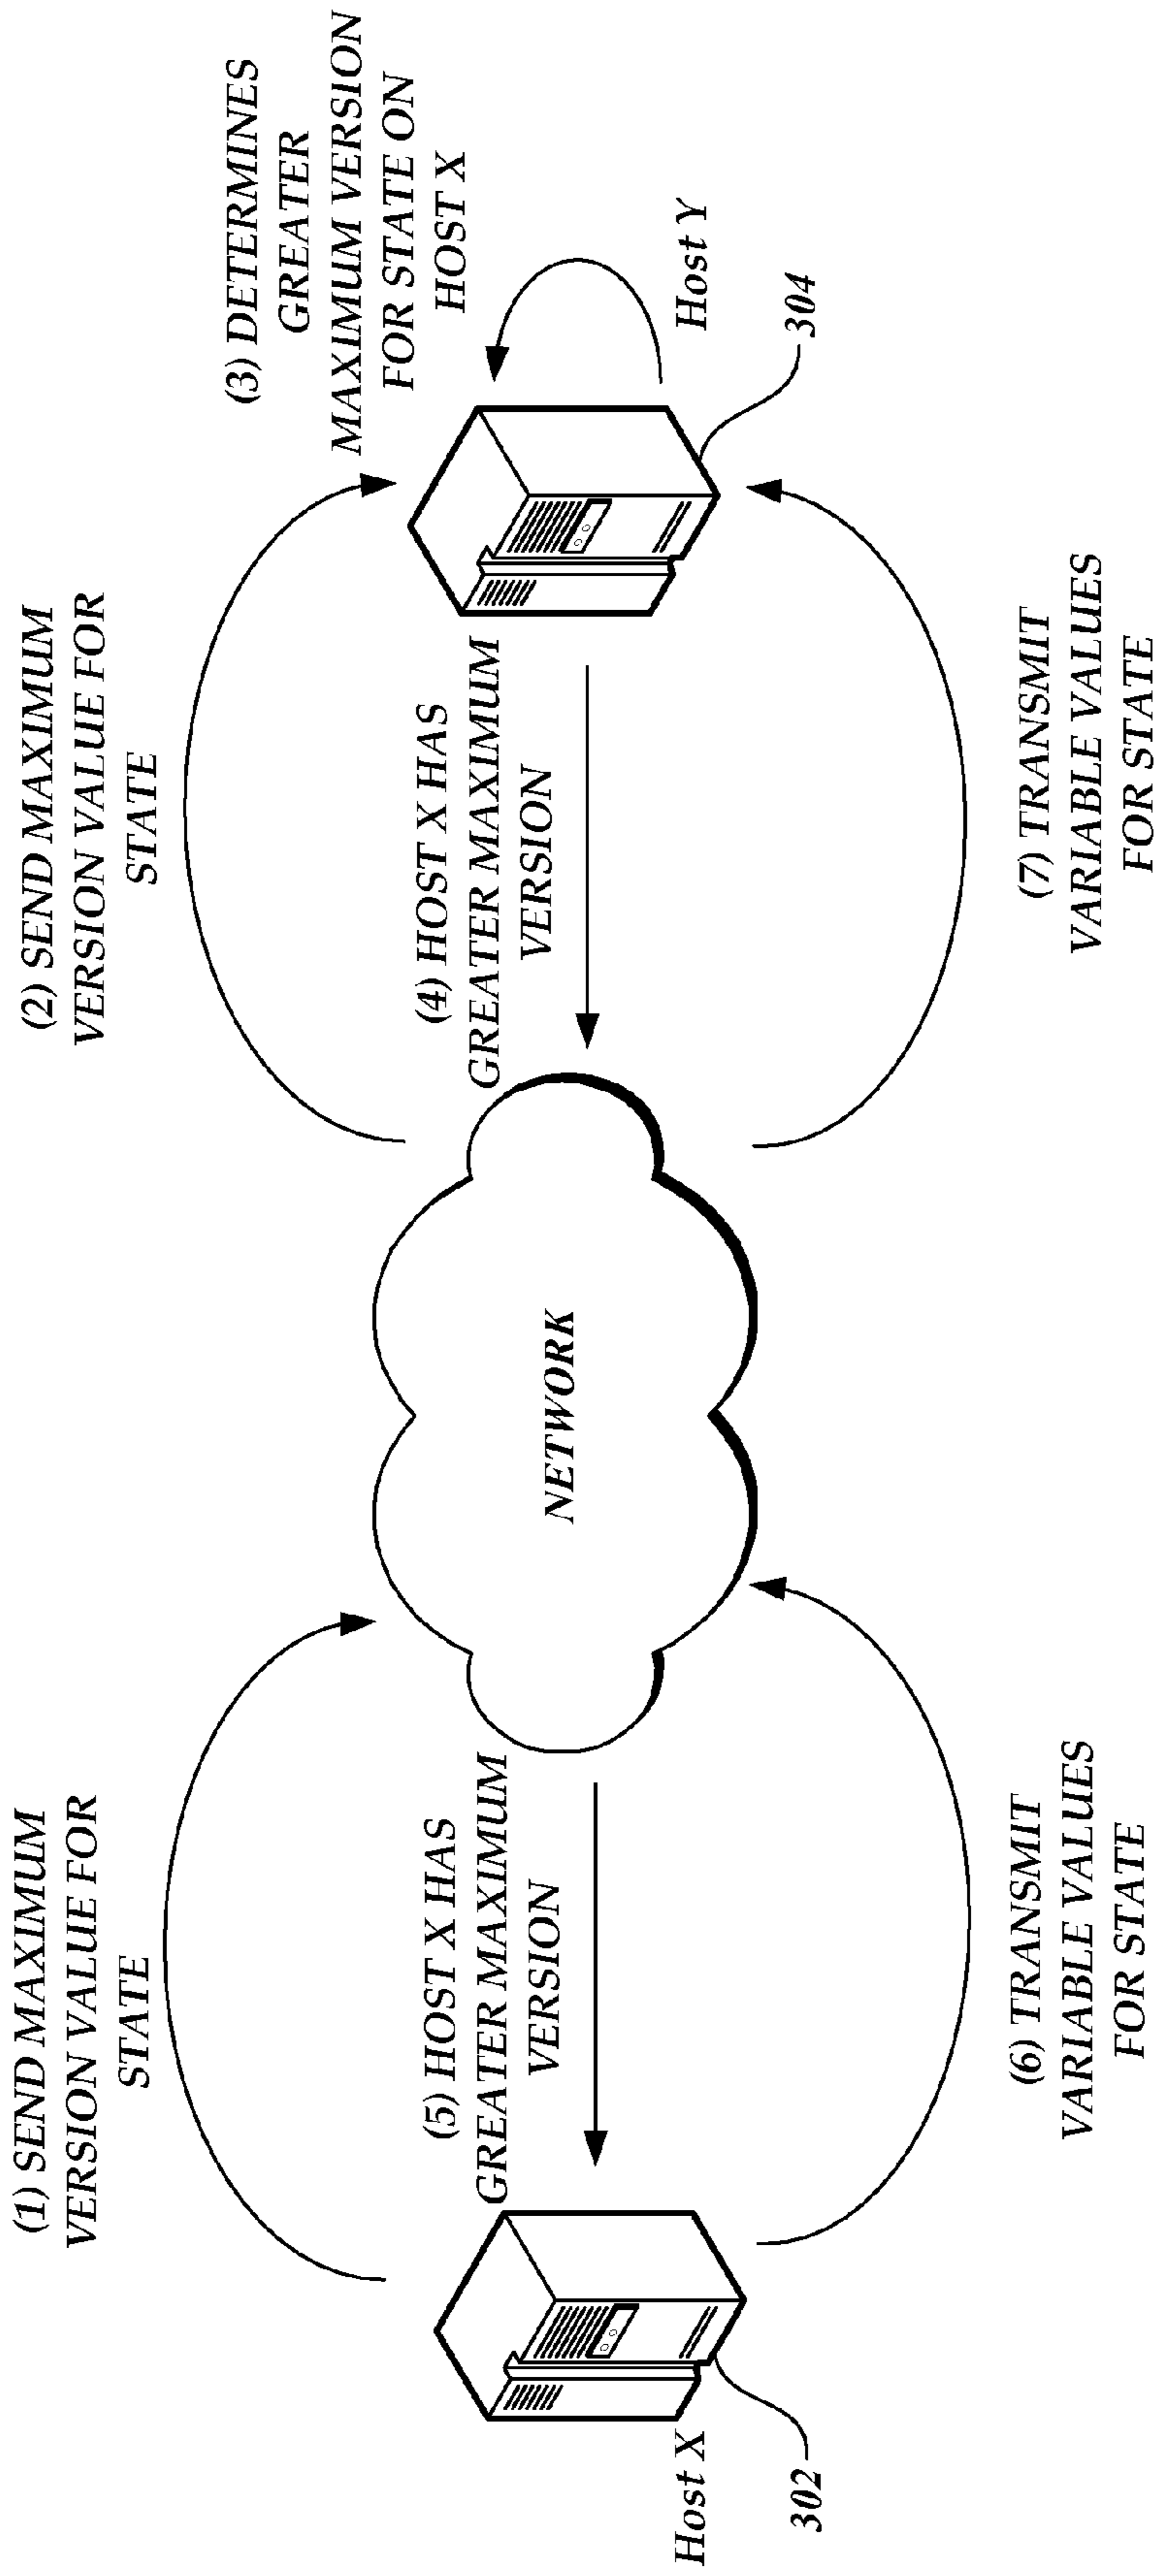 (1) SEND MAXIMUM
VERSION VALUE FOR
STATE
(2) SEND MAXIMUM
VERSION VALUE FOR
STATE
(3) DETERMINES
GREATER
MAXIMUM VERSION
FOR STATE ON
HOST X
(5) HOST X HAS
GREATER MAXIMUM
VERSION
NETWORK
(4) HOST X HAS
GREATER MAXIMUM
VERSION
Host X
302
Host Y
304
(6) TRANSMIT
VARIABLE VALUES
FOR STATE
(7) TRANSMIT
VARIABLE VALUES
FOR STATE